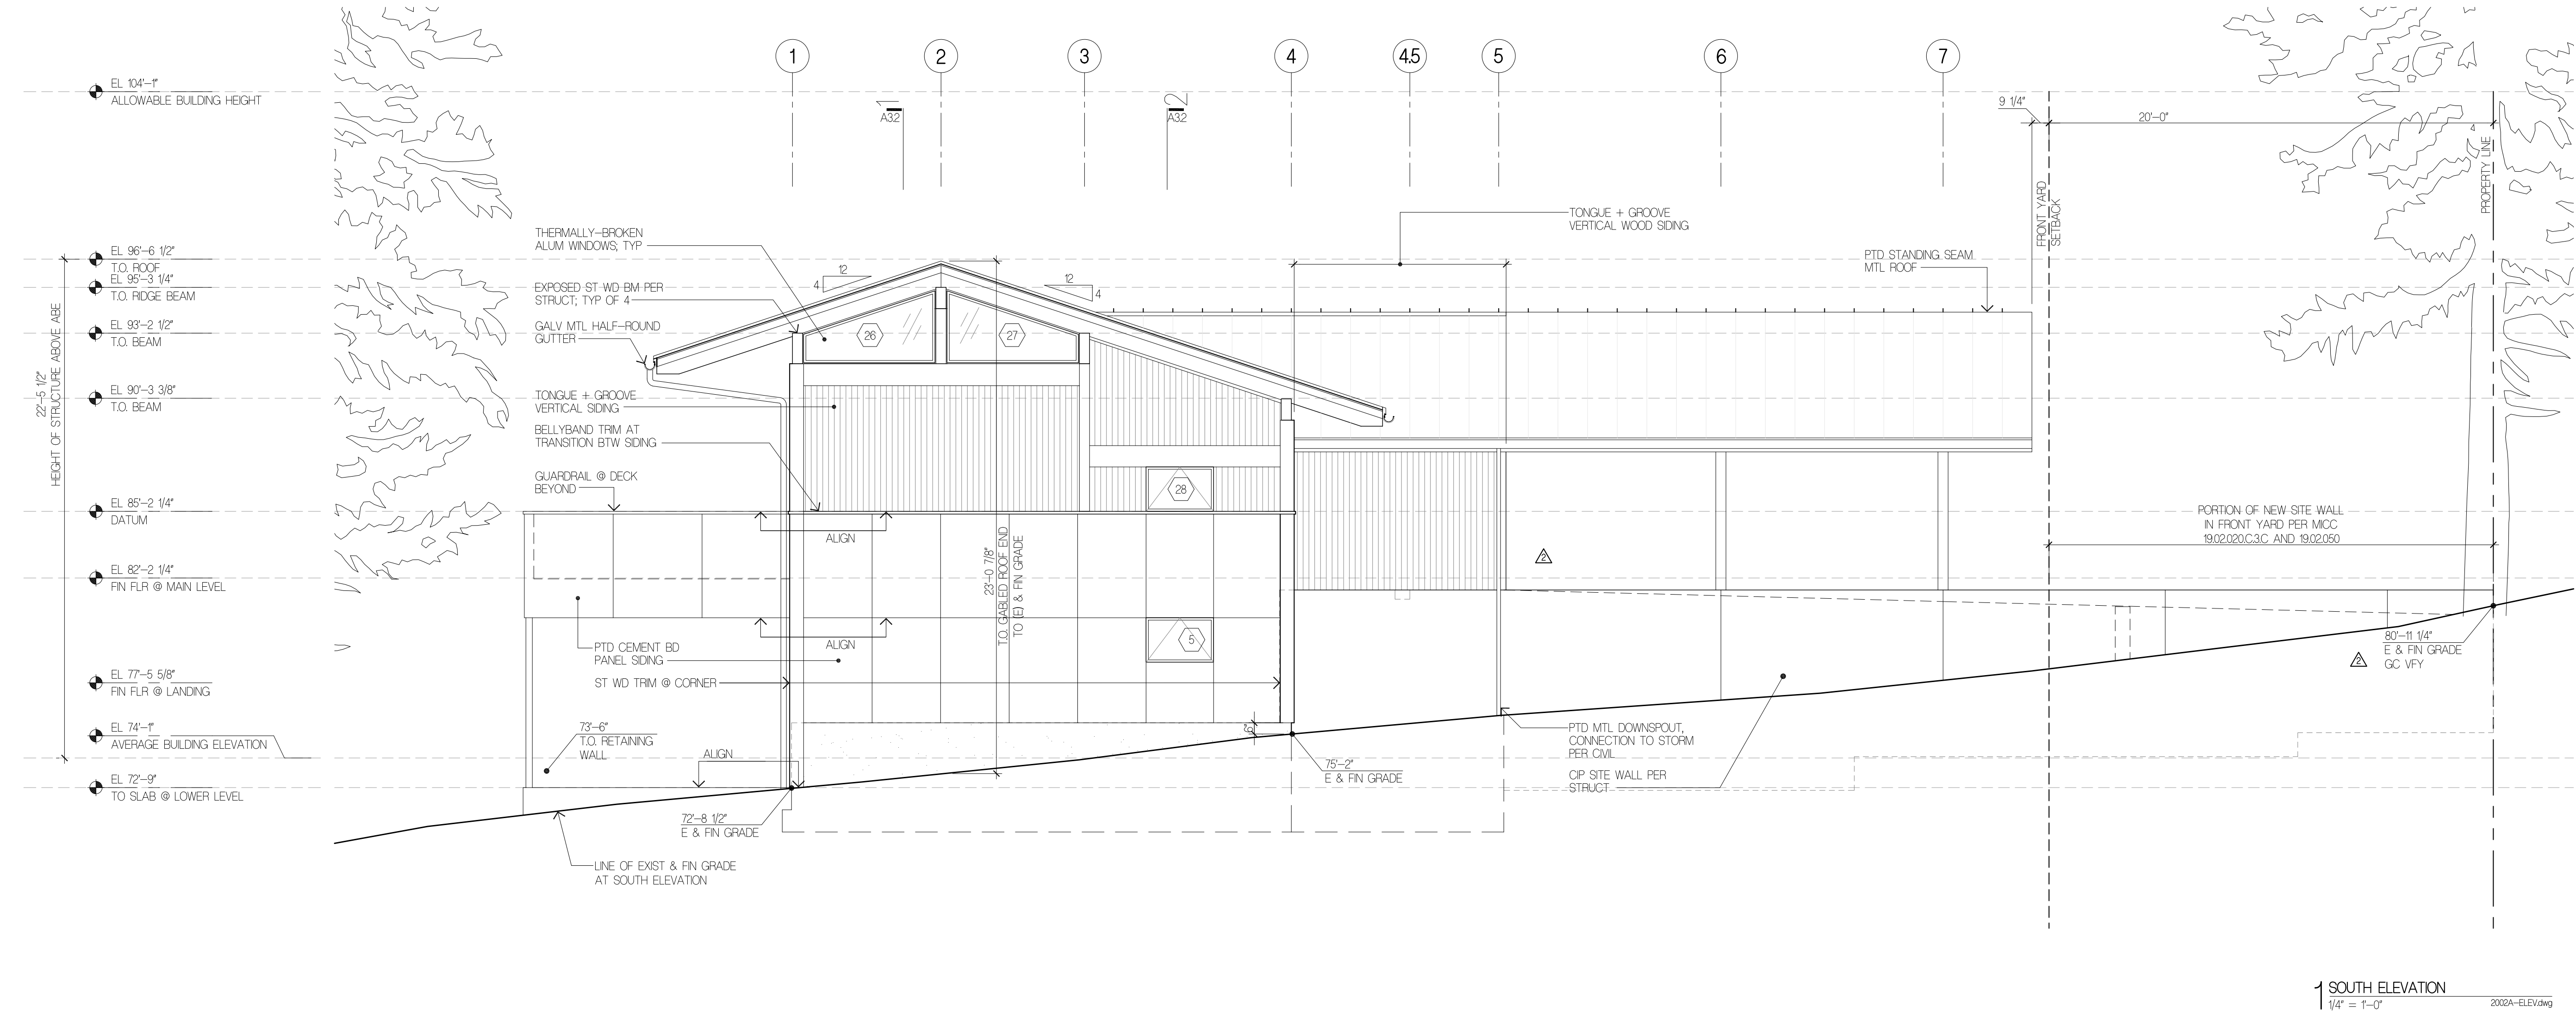 1
2
3
4
4.5
5
6
7
EL 104'-1"
ALLOWABLE BUILDING HEIGHT
1
A3.2
2
A3.2
9 1/4"
20'-0"
4
PROPERTY LINE
FRONT YARD
SETBACK
TONGUE + GROOVE
VERTICAL WOOD SIDING
THERMALLY-BROKEN
ALUM WINDOWS; TYP
PTD STANDING SEAM
MTL ROOF
EL 96'-6 1/2"
T.O. ROOF
EL 95'-3 1/4"
T.O. RIDGE BEAM
EL 93'-2 1/2"
T.O. BEAM
EL 90'-3 3/8"
T.O. BEAM
EL 85'-2 1/4"
DATUM
EL 82'-2 1/4"
FIN FLR @ MAIN LEVEL
EL 77'-5 5/8"
FIN FLR @ LANDING
EL 74'-1"
AVERAGE BUILDING ELEVATION
EL 72'-9"
TO SLAB @ LOWER LEVEL
22'-5 1/2"
HEIGHT OF STRUCTURE ABOVE ABE
12
4
12
4
EXPOSED ST WD BM PER
STRUCT; TYP OF 4
GALV MTL HALF-ROUND
GUTTER
26
27
TONGUE + GROOVE
VERTICAL SIDING
BELLYBAND TRIM AT
TRANSITION BTW SIDING
GUARDRAIL @ DECK
BEYOND
28
ALIGN
23'-0 7/8"
T.O. GABLED ROOF END
TO (E) & FIN GRADE
2
PORTION OF NEW SITE WALL
IN FRONT YARD PER MICC
19.02.020.C.3.C AND 19.02.050
ALIGN
5
PTD CEMENT BD
PANEL SIDING
ST WD TRIM @ CORNER
80'-11 1/4"
E & FIN GRADE
GC VFY
2
73'-6"
T.O. RETAINING
WALL
ALIGN
6"
PTD MTL DOWNSPOUT,
CONNECTION TO STORM
PER CIVIL
75'-2"
E & FIN GRADE
CIP SITE WALL PER
STRUCT
72'-8 1/2"
E & FIN GRADE
LINE OF EXIST & FIN GRADE
AT SOUTH ELEVATION
1 SOUTH ELEVATION
1/4" = 1'-0"
2002A-ELEV.dwg